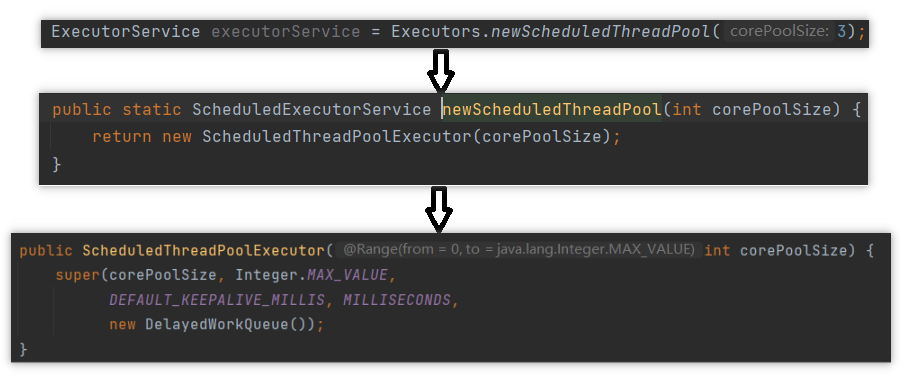 ExecutorService executorService = Executors.newScheduledThreadPool( corePoolSize: 3);
public static ScheduledExecutorService newScheduledThreadPool(int corePoolSize) {
return new ScheduledThreadPoolExecutor(corePoolSize);
}
public ScheduledThreadPoolExecutor( @Range(from = 0, to = java.lang.Integer.MAX_VALUE) int corePoolSize) {
super(corePoolSize, Integer.MAX_VALUE,
DEFAULT_KEEPALIVE_MILLIS, MILLISECONDS,
new DelayedWorkQueue());
}